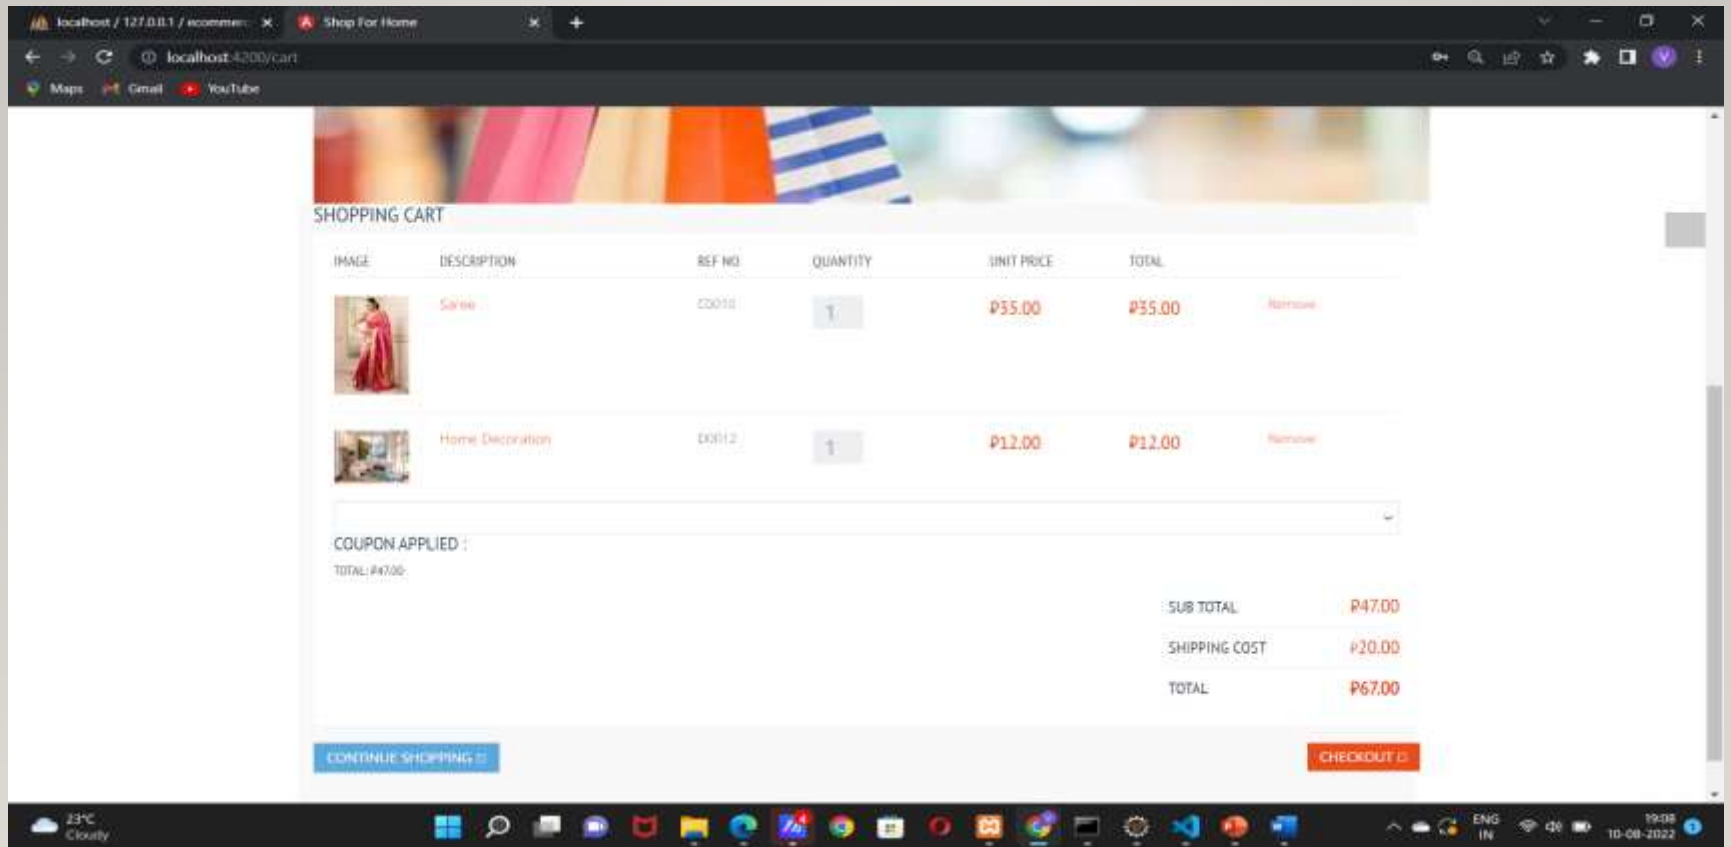 localhost / 127.0.0.1 / ecommerc
Shop For Home
localhost:4200/cart
Maps Gmail YouTube
SHOPPING CART
IMAGE DESCRIPTION REF NO QUANTITY UNIT PRICE TOTAL
Saree 1 ₽35.00 ₽35.00 Remove
Home Decoration 1 ₽12.00 ₽12.00 Remove
COUPON APPLIED :
TOTAL: ₽47.00
SUB TOTAL ₽47.00
SHIPPING COST ₽20.00
TOTAL ₽67.00
CONTINUE SHOPPING
CHECKOUT
23°C
Cloudy
ENG
IN
19:08
10-08-2022